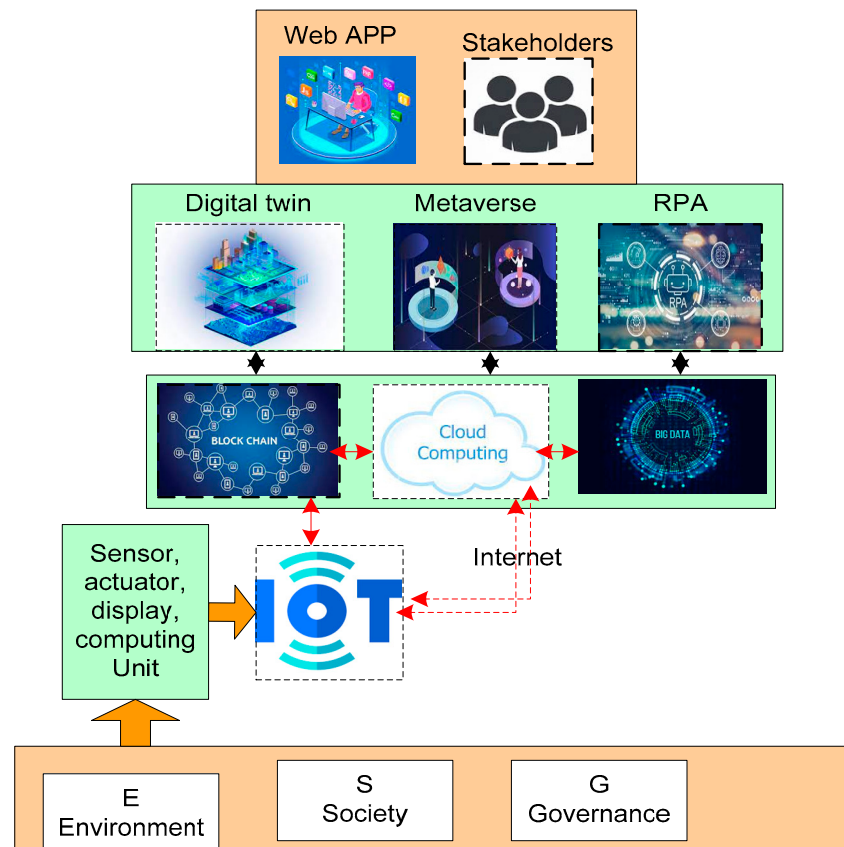 Web APP
Stakeholders
Digital twin
Metaverse
RPA
RPA
BLOCK CHAIN
Cloud
Computing
BIG DATA
Internet
Sensor,
actuator,
display,
computing
Unit
IOT
E
Environment
S
Society
G
Governance